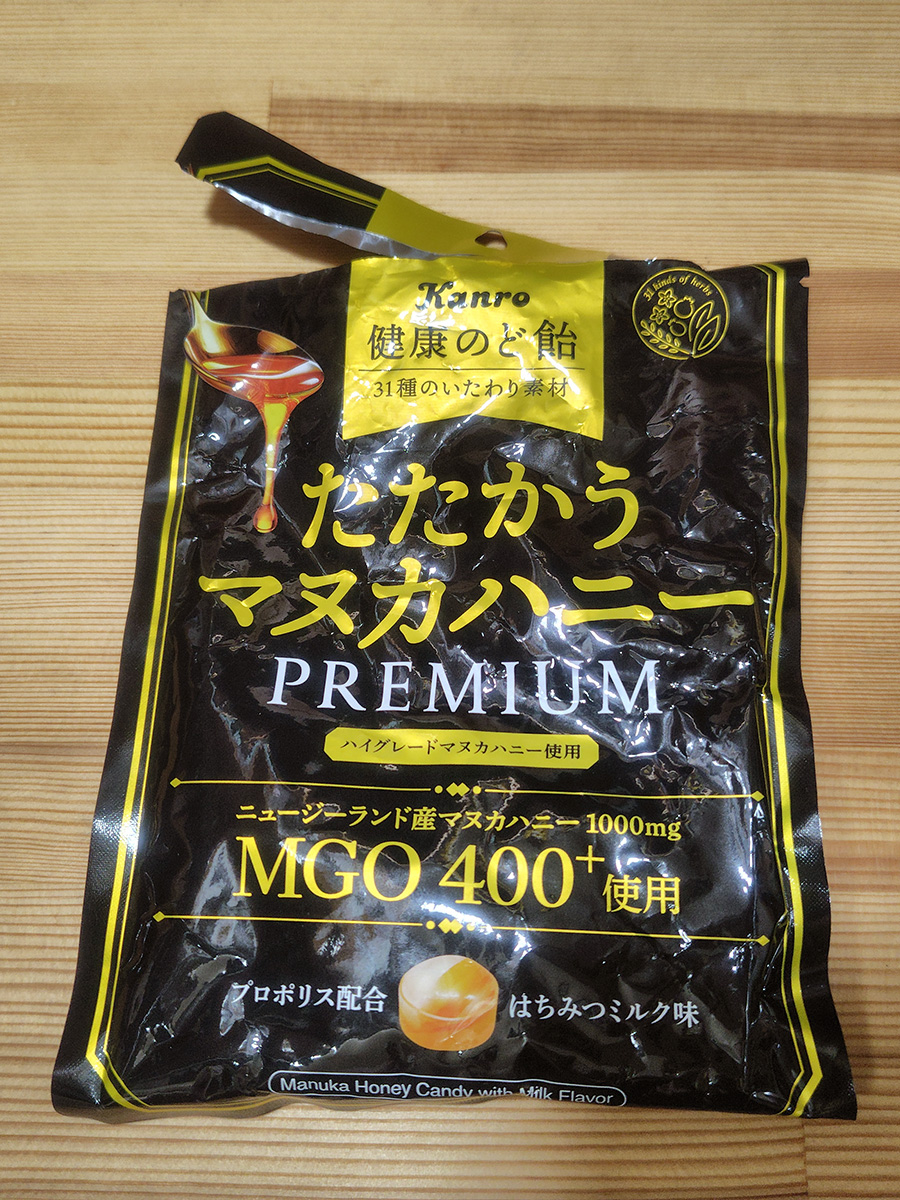 Kanro
健康のど飴
31種のいたわり素材
31 kinds of herbs
たたかう
マヌカハニー
PREMIUM
ハイグレードマヌカハニー使用
ニュージーランド産マヌカハニー 1000mg
MGO 400+ 使用
プロポリス配合
はちみつミルク味
Manuka Honey Candy with Milk Flavor